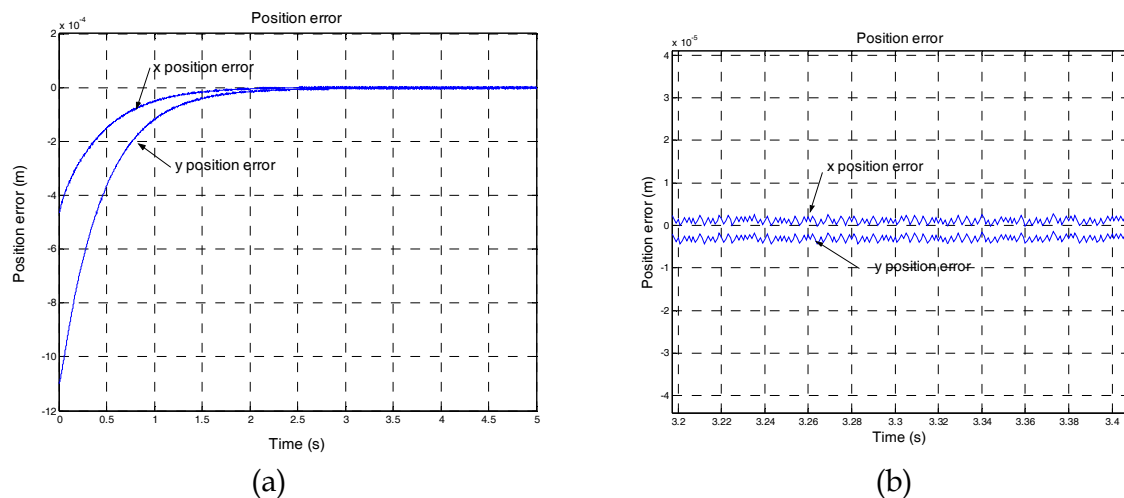 x 10-4
Position error
2
0
-2
-4
-6
-8
-10
-12
Position error (m)
x position error
y position error
0
0.5
1
1.5
2
2.5
3
3.5
4
4.5
5
Time (s)
(a)
x 10-5
Position error
4
3
2
1
0
-1
-2
-3
-4
Position error (m)
x position error
y position error
3.2
3.22
3.24
3.26
3.28
3.3
3.32
3.34
3.36
3.38
3.4
Time (s)
(b)